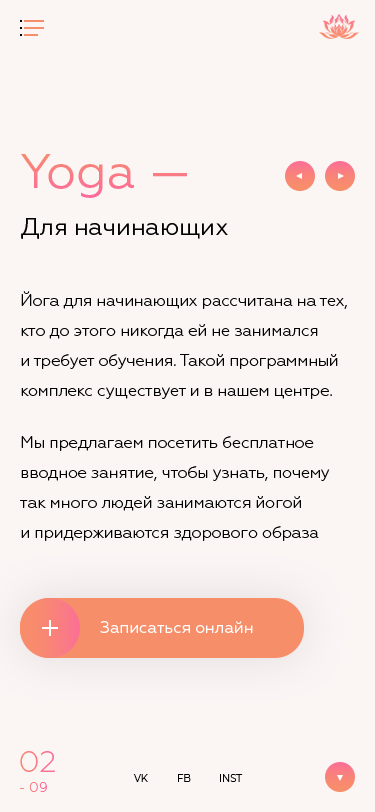 Yoga —
Для начинающих
Йога для начинающих рассчитана на тех,
кто до этого никогда ей не занимался
и требует обучения. Такой программный
комплекс существует и в нашем центре.
Мы предлагаем посетить бесплатное
вводное занятие, чтобы узнать, почему
так много людей занимаются йогой
и придерживаются здорового образа
Записаться онлайн
02
- 09
VK FB INST